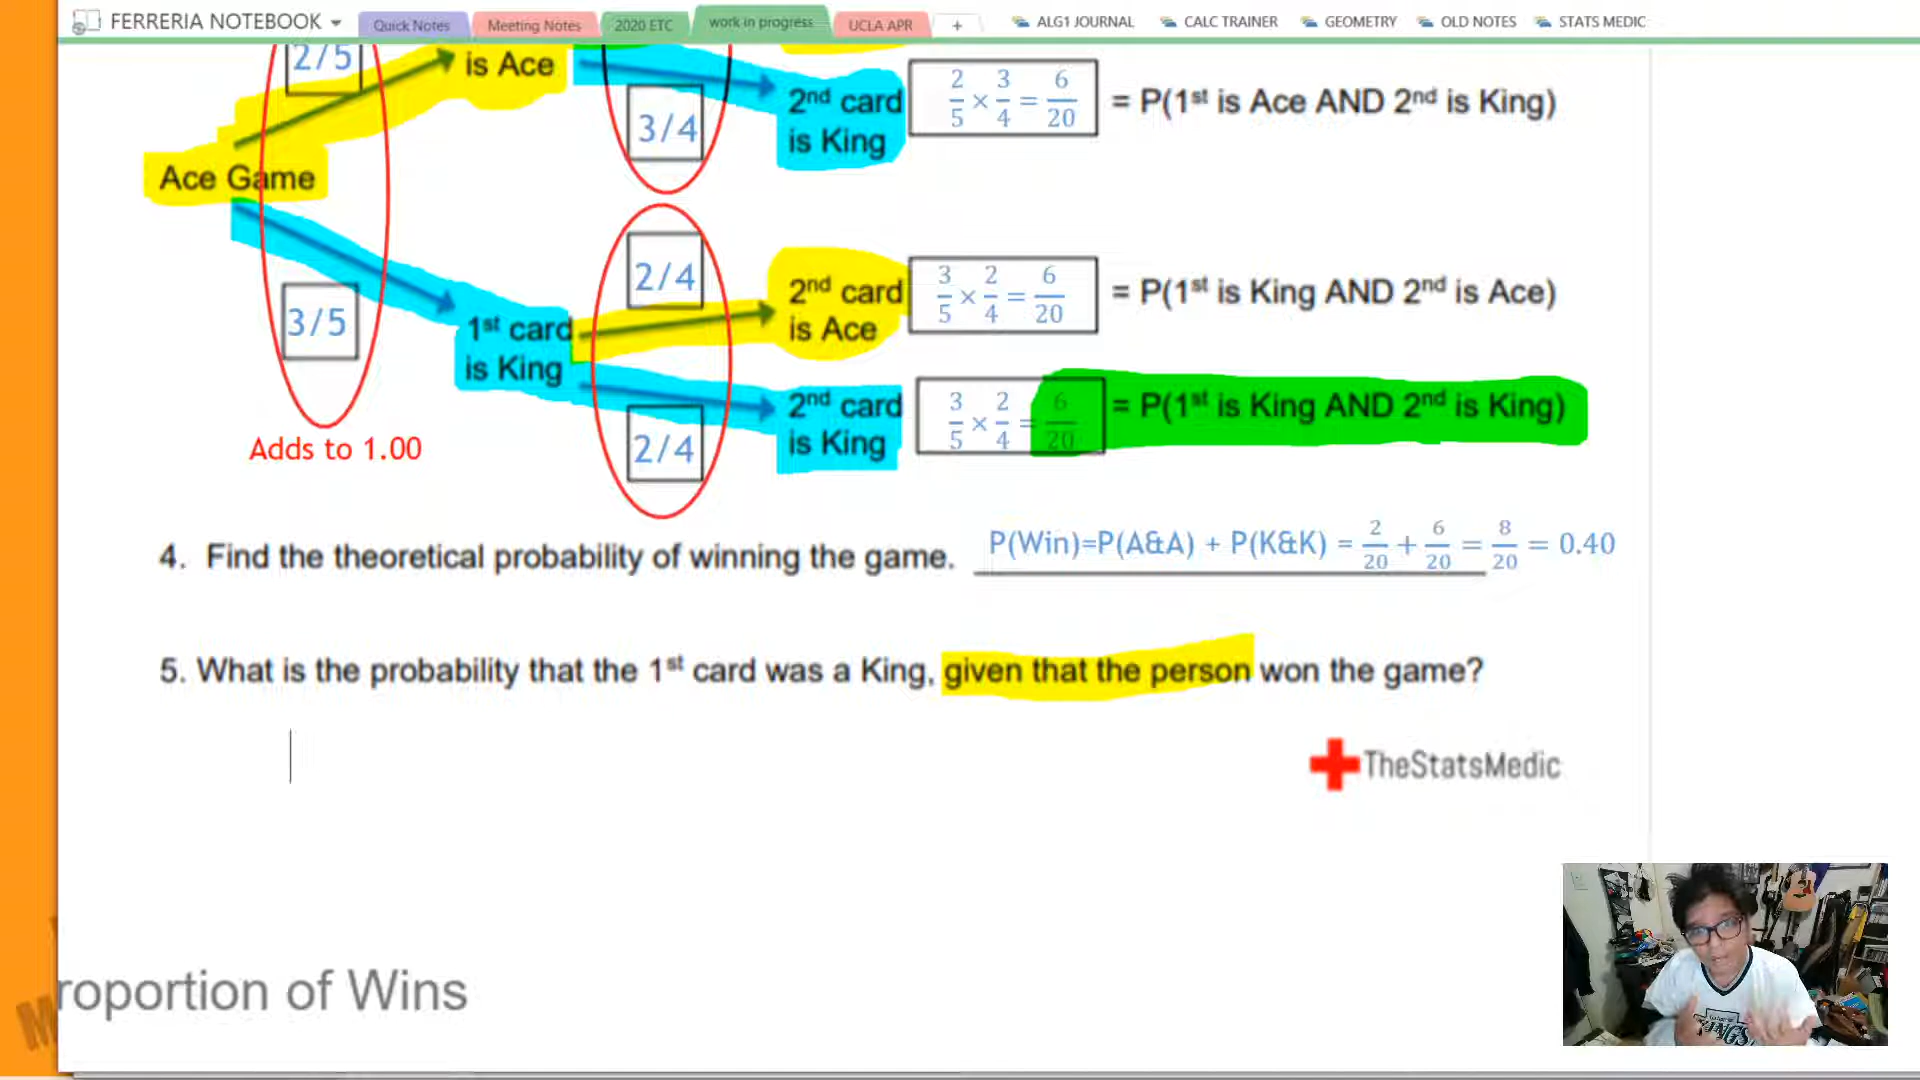 FERRERIA NOTEBOOK Quick Notes Meeting Notes 2020 ETC work in progress UCLA APR + ALG1 JOURNAL CALC TRAINER GEOMETRY OLD NOTES STATS MEDIC
2/5
is Ace
3/4
2nd card
is King
2/5 × 3/4 = 6/20
= P(1st is Ace AND 2nd is King)
Ace Game
3/5
1st card
is King
2/4
2nd card
is Ace
3/5 × 2/4 = 6/20
= P(1st is King AND 2nd is Ace)
2/4
2nd card
is King
3/5 × 2/4 = 6/20
= P(1st is King AND 2nd is King)
Adds to 1.00
4. Find the theoretical probability of winning the game. P(Win)=P(A&A) + P(K&K) = 2/20 + 6/20 = 8/20 = 0.40
5. What is the probability that the 1st card was a King, given that the person won the game?
TheStatsMedic
roportion of Wins